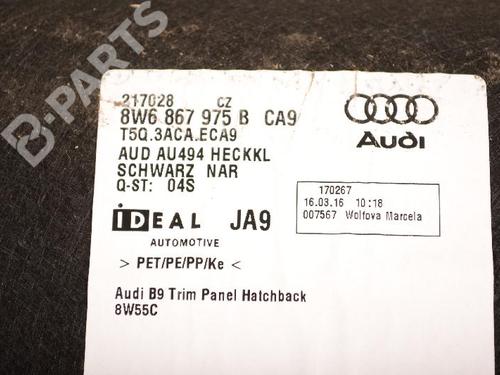 B-PARTS
217028 CZ
8W6 867 975 B CA9
T5Q.3ACA.ECA9
AUD AU494 HECKKL
SCHWARZ NAR
Q-ST: 04S
Audi
170267
16.03.16 10:18
007567 Wolfova Marcela
IDEAL JA9
AUTOMOTIVE
> PET/PE/PP/Ke <
Audi B9 Trim Panel Hatchback
8W55C